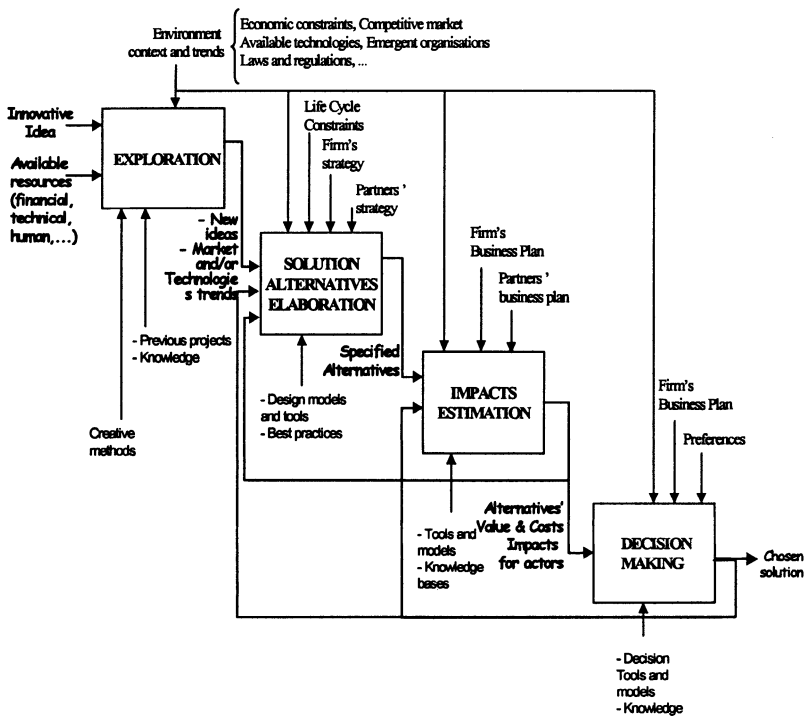 Environment
context and trends
Economic constraints, Competitive market
Available technologies, Emergent organisations
Laws and regulations, ...
Innovative
Idea
Available
resources
(financial,
technical,
human,...)
EXPLORATION
Life Cycle
Constraints
Firm's
strategy
Partners '
strategy
- New
ideas
- Market
and/or
Technologie
s trends
SOLUTION
ALTERNATIVES
ELABORATION
Firm's
Business Plan
Partners '
business plan
- Previous projects
- Knowledge
Creative
methods
Specified
Alternatives
- Design models
and tools
- Best practices
IMPACTS
ESTIMATION
Firm's
Business Plan
Preferences
- Tools and
models
- Knowledge
bases
Alternatives'
Value & Costs
Impacts
for actors
DECISION
MAKING
Chosen
solution
- Decision
Tools and
models
- Knowledge